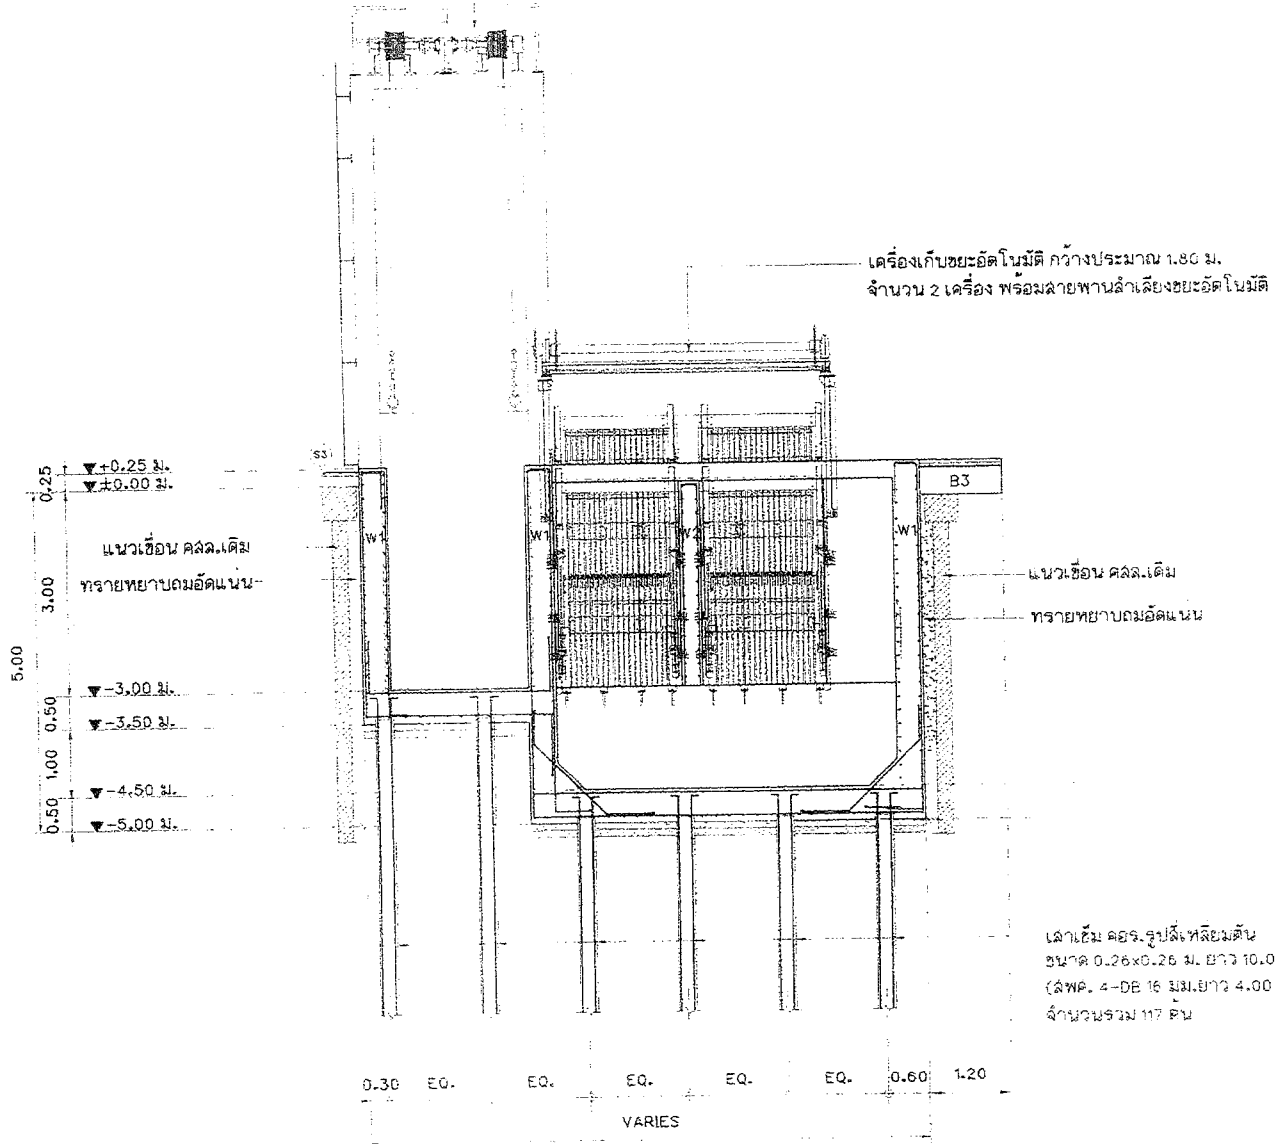 เครื่องเก็บขยะอัตโนมัติ กว้างประมาณ 1.80 ม.
จำนวน 2 เครื่อง พร้อมสายพานลำเลียงขยะอัตโนมัติ
S3
+0.25 ม.
±0.00 ม.
0.25
B3
W1
W1
W2
W1
แนวเขื่อน คสล.เดิม
ทรายหยาบถมอัดแน่น
แนวเขื่อน คสล.เดิม
ทรายหยาบถมอัดแน่น
3.00
5.00
-3.00 ม.
0.50
-3.50 ม.
1.00
-4.50 ม.
0.50
-5.00 ม.
เสาเข็ม คอร.รูปสี่เหลี่ยมตัน
ขนาด 0.26x0.26 ม. ยาว 10.0
(สพค. 4-DB 16 มม.ยาว 4.00
จำนวนรวม 117 ต้น
0.30 EQ. EQ. EQ. EQ. EQ. 0.60 1.20
VARIES